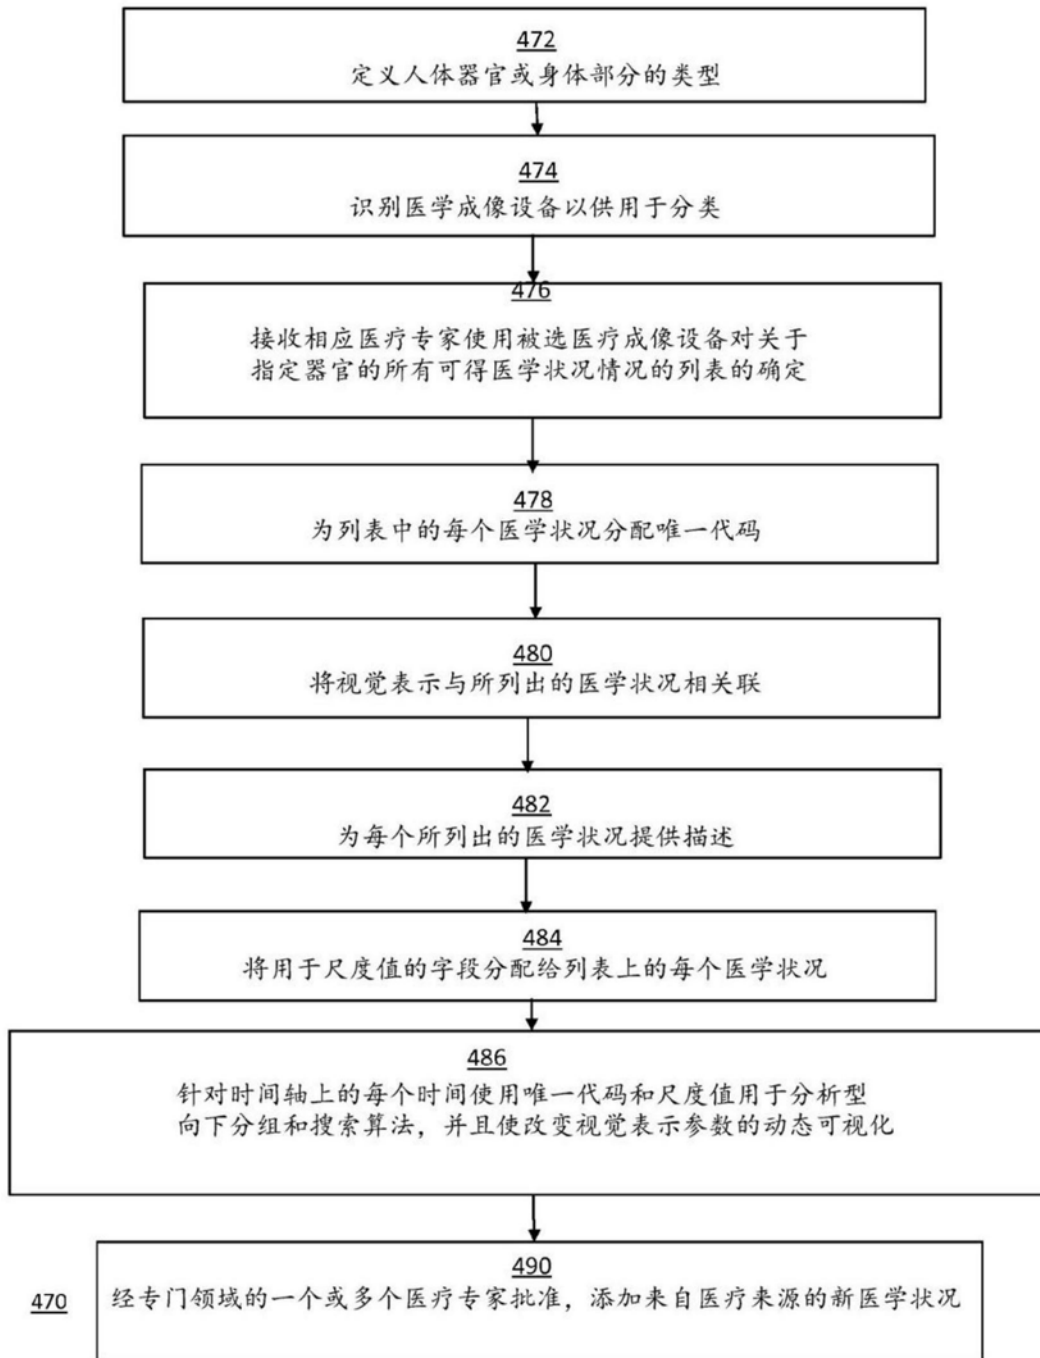 472
定义人体器官或身体部分的类型
474
识别医学成像设备以供用于分类
476
接收相应医疗专家使用被选医疗成像设备对关于
指定器官的所有可得医学状况情况的列表的确定
478
为列表中的每个医学状况分配唯一代码
480
将视觉表示与所列出的医学状况相关联
482
为每个所列出的医学状况提供描述
484
将用于尺度值的字段分配给列表上的每个医学状况
486
针对时间轴上的每个时间使用唯一代码和尺度值用于分析型
向下分组和搜索算法，并且使改变视觉表示参数的动态可视化
490
470
经专门领域的一个或多个医疗专家批准，添加来自医疗来源的新医学状况